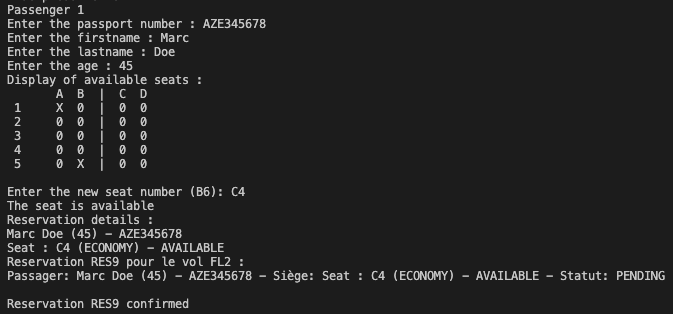 Passenger 1
Enter the passport number : AZE345678
Enter the firstname : Marc
Enter the lastname : Doe
Enter the age : 45
Display of available seats :
A B | C D
1 X 0 | 0 0
2 0 0 | 0 0
3 0 0 | 0 0
4 0 0 | 0 0
5 0 X | 0 0
Enter the new seat number (B6): C4
The seat is available
Reservation details :
Marc Doe (45) - AZE345678
Seat : C4 (ECONOMY) - AVAILABLE
Reservation RES9 pour le vol FL2 :
Passager: Marc Doe (45) - AZE345678 - Siège: Seat : C4 (ECONOMY) - AVAILABLE - Statut: PENDING
Reservation RES9 confirmed